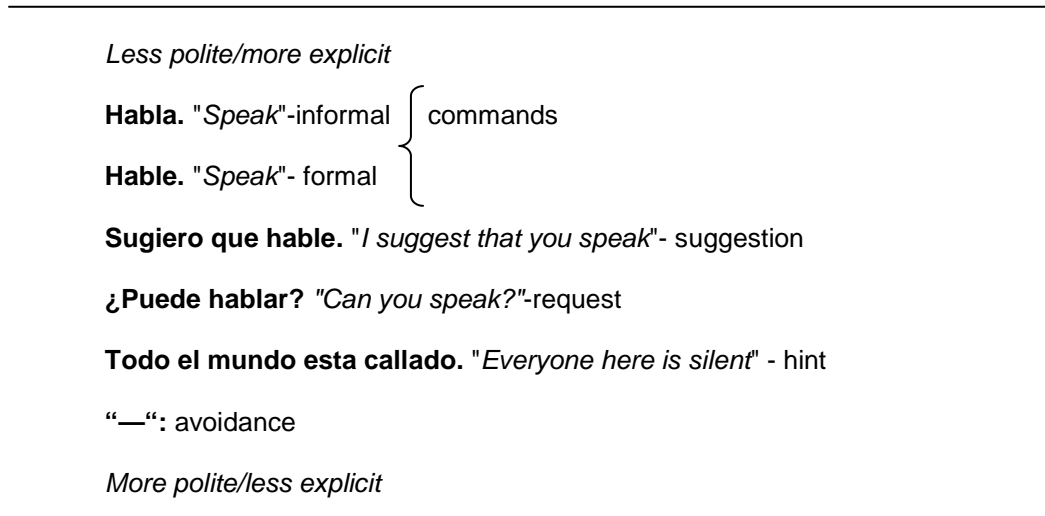 Less polite/more explicit
Habla. "Speak"-informal commands
Hable. "Speak"- formal
Sugiero que hable. "I suggest that you speak"- suggestion
¿Puede hablar? "Can you speak?"-request
Todo el mundo esta callado. "Everyone here is silent" - hint
“—“: avoidance
More polite/less explicit